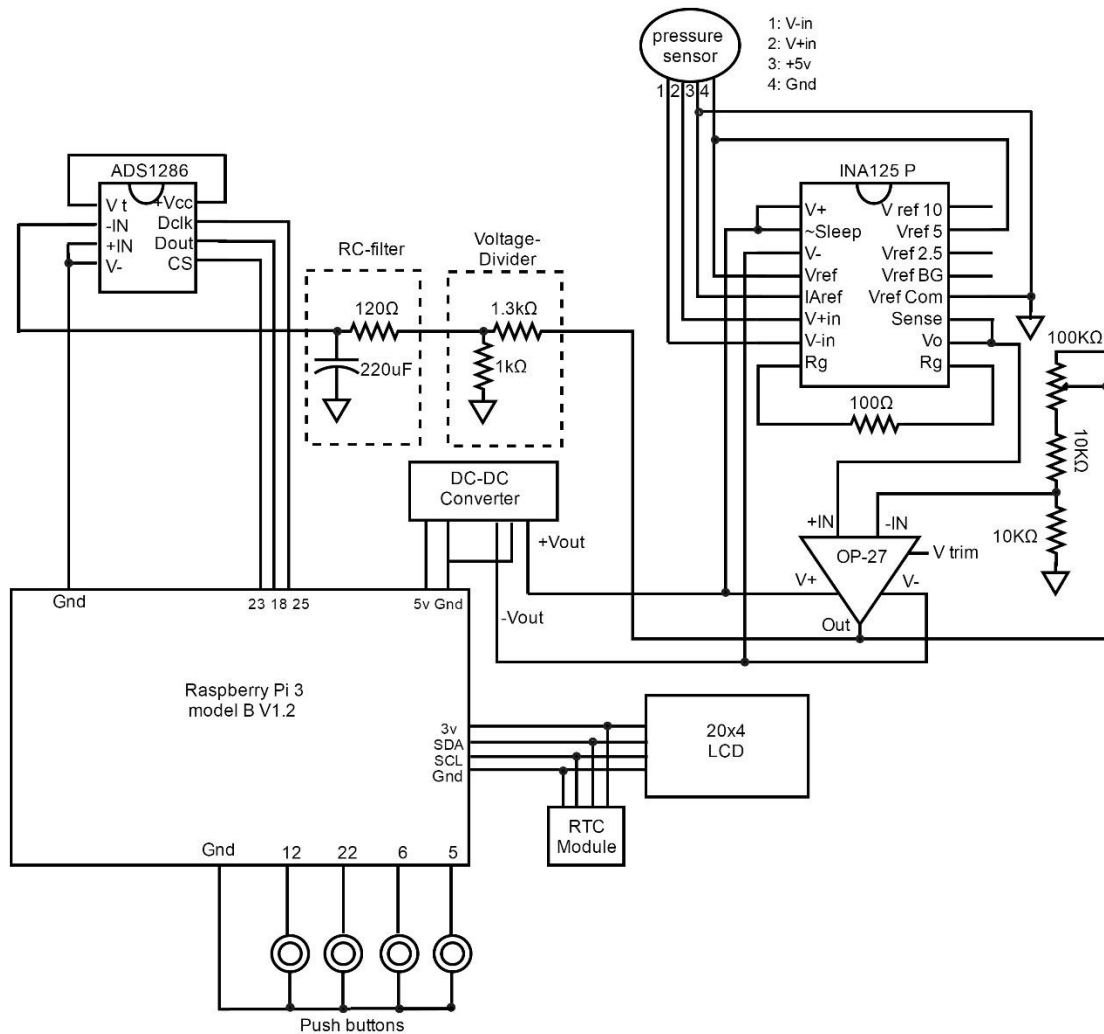 pressure
sensor
1: V-in
2: V+in
3: +5v
4: Gnd
1 2 3 4
ADS1286
V t
-IN
+IN
V-
+Vcc
Dclk
Dout
CS
RC-filter
120Ω
220uF
Voltage-
Divider
1.3kΩ
1kΩ
INA125 P
V+
~Sleep
V-
Vref
IAref
V+in
V-in
Rg
V ref 10
Vref 5
Vref 2.5
Vref BG
Vref Com
Sense
Vo
Rg
100Ω
100KΩ
10KΩ
10KΩ
DC-DC
Converter
+Vout
-Vout
+IN
-IN
OP-27
V trim
V+
V-
Out
Gnd
23 18 25
5v Gnd
Raspberry Pi 3
model B V1.2
3v
SDA
SCL
Gnd
20x4
LCD
RTC
Module
Gnd
12
22
6
5
Push buttons